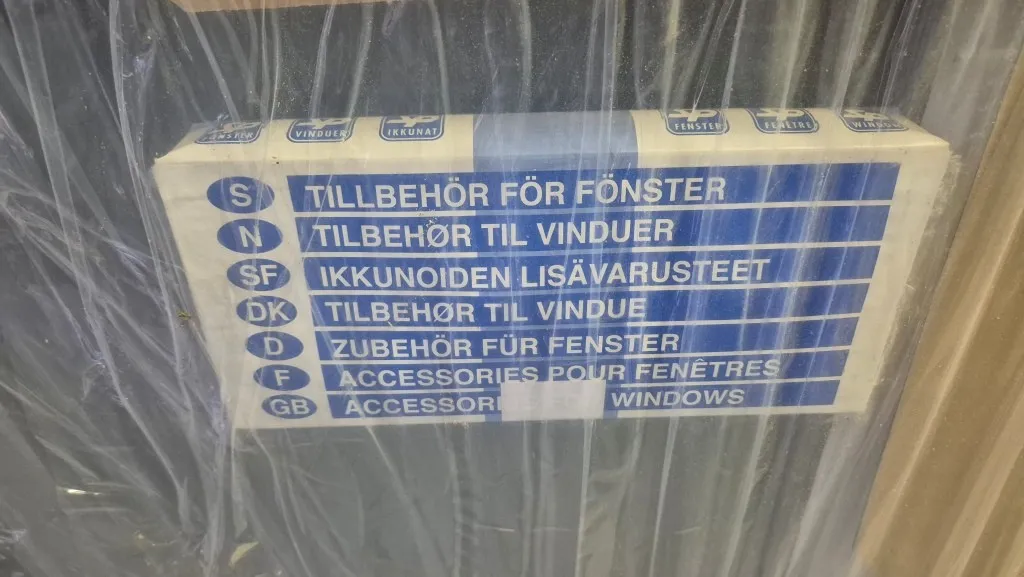 FENSTER VINDUER IKKUNAT FENSTER FENÊTRE WINDOW
S TILLBEHÖR FÖR FÖNSTER
N TILBEHØR TIL VINDUER
SF IKKUNOIDEN LISÄVARUSTEET
DK TILBEHØR TIL VINDUE
D ZUBEHÖR FÜR FENSTER
F ACCESSORIES POUR FENÊTRES
GB ACCESSORI WINDOWS